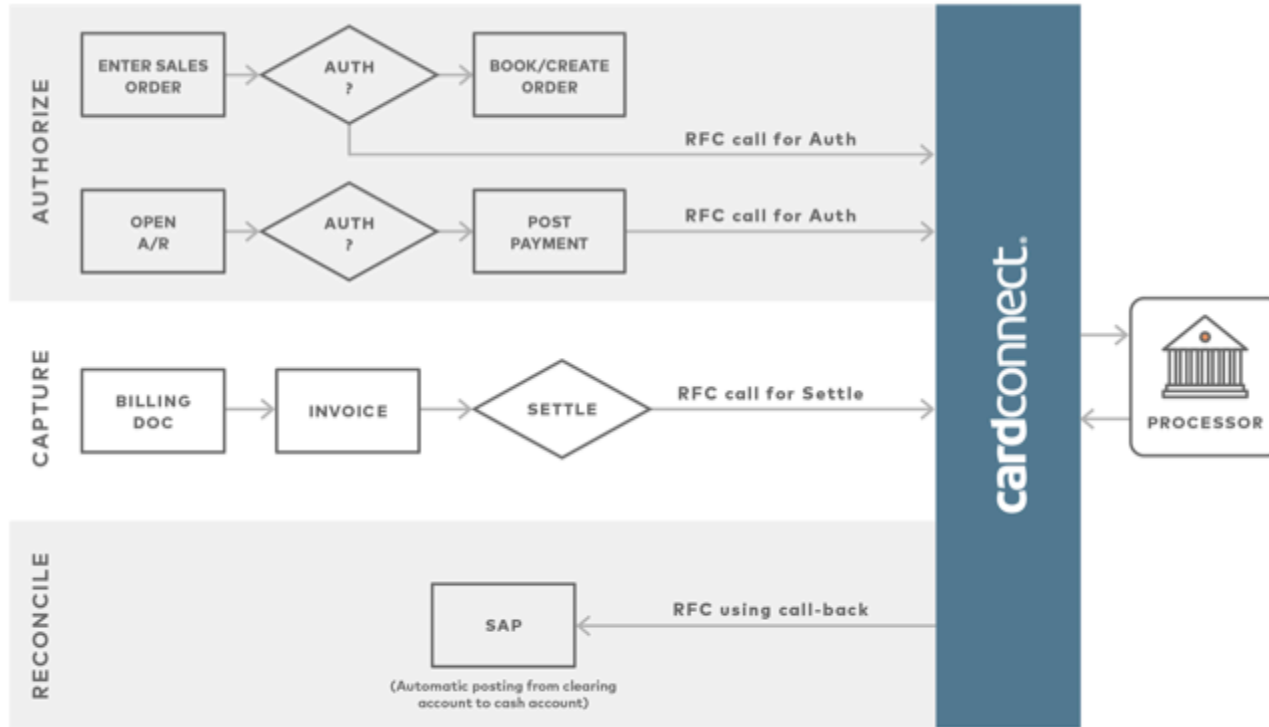 AUTHORIZE
ENTER SALES
ORDER
AUTH
?
BOOK/CREATE
ORDER
RFC call for Auth
OPEN
A/R
AUTH
?
POST
PAYMENT
RFC call for Auth
CAPTURE
BILLING
DOC
INVOICE
SETTLE
RFC call for Settle
cardconnect.
PROCESSOR
RECONCILE
SAP
RFC using call-back
(Automatic posting from clearing
account to cash account)